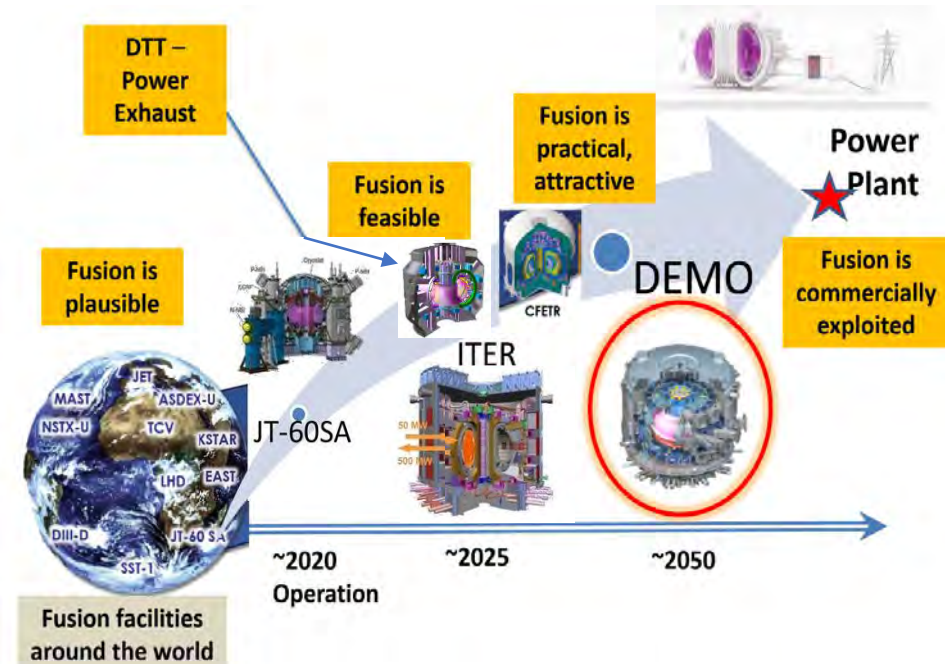 DTT –
Power
Exhaust
Fusion is
practical,
attractive
Power
Plant
Fusion is
feasible
Fusion is
plausible
Cryostat
CFETR
DEMO
Fusion is
commercially
exploited
ITER
JT-60SA
50 MW
500 MW
JET
MAST
ASDEX-U
NSTX-U
TCV
KSTAR
LHD
EAST
DIII-D
JT-60 SA
SST-1
~2020
Operation
~2025
~2050
Fusion facilities
around the world